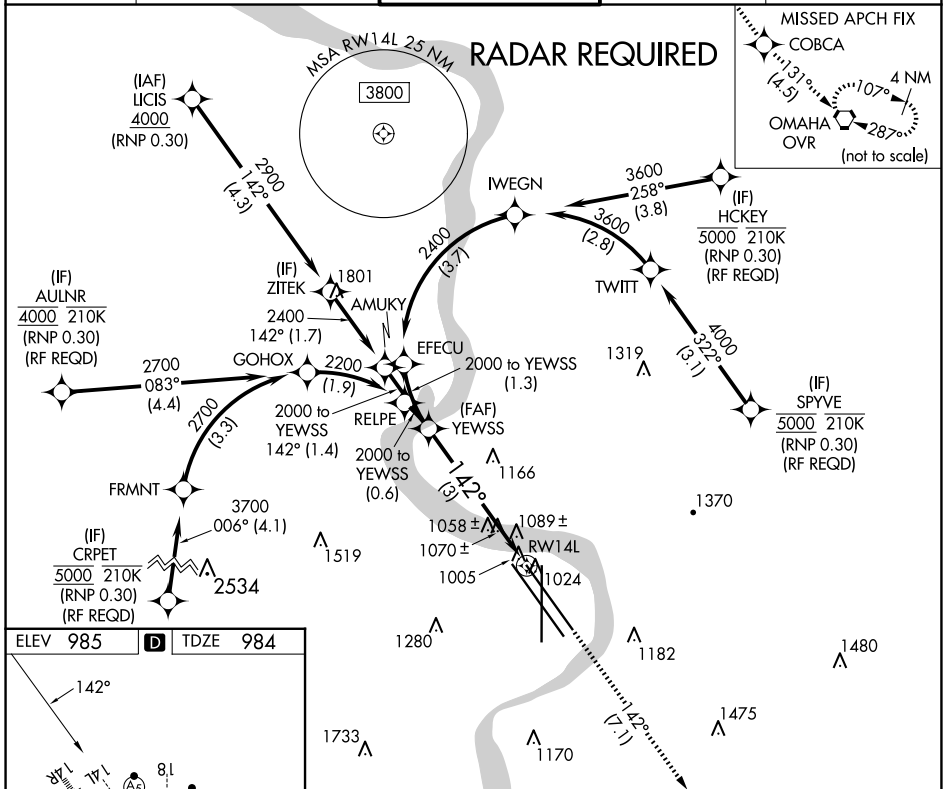 MISSED APCH FIX
COBCA
131°
(4.5)
4 NM
107°
OMAHA
OVR
287°
(not to scale)
RADAR REQUIRED
MSA RW14L 25 NM
3800
(IAF)
LICIS
4000
(RNP 0.30)
2900
142°
(4.3)
IWEGN
3600
258°
(3.8)
(IF)
HCKEY
5000 210K
(RNP 0.30)
(RF REQD)
3600
(2.8)
TWITT
2400
(3.7)
(IF)
ZITEK
1801
AMUKY
2400
142° (1.7)
(IF)
AULNR
4000 210K
(RNP 0.30)
(RF REQD)
2700
083°
(4.4)
GOHOX
2200
(1.9)
EFECU
2000 to YEWSS
(1.3)
1319
4000
322°
(3.1)
(IF)
SPYVE
5000 210K
(RNP 0.30)
(RF REQD)
2000 to
YEWSS
142° (1.4)
RELPE
(FAF)
YEWSS
2000 to
YEWSS
(0.6)
2700
(3.3)
FRMNT
3700
006° (4.1)
(IF)
CRPET
5000 210K
(RNP 0.30)
(RF REQD)
2534
142°
(3)
1166
1370
1058 ±
1089 ±
1070 ±
RW14L
1005
1024
1519
1280
1182
1480
1475
1733
1170
142°
(7.1)
ELEV 985 D TDZE 984
142°
14R
14L
A5
18